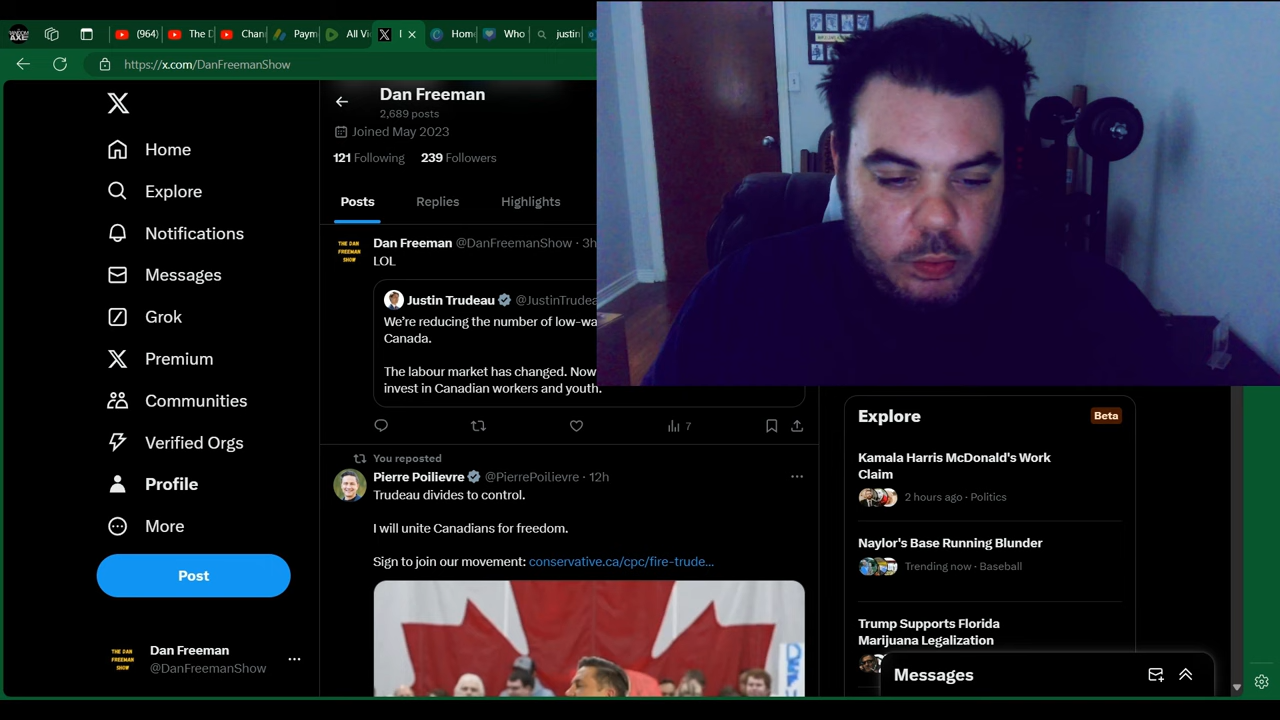 (964)
The D
Chan
Paym
All Vi
Hom
Who
justin
https://x.com/DanFreemanShow
Home
Explore
Notifications
Messages
Grok
Premium
Communities
Verified Orgs
Profile
More
Post
Dan Freeman
@DanFreemanShow
Dan Freeman
2,689 posts
Joined May 2023
121 Following 239 Followers
Posts Replies Highlights
Dan Freeman @DanFreemanShow · 3h
LOL
Justin Trudeau @JustinTrudea
We're reducing the number of low-wa
Canada.
The labour market has changed. Now
invest in Canadian workers and youth.
7
You reposted
Pierre Poilievre @PierrePoilievre · 12h
Trudeau divides to control.
I will unite Canadians for freedom.
Sign to join our movement: conservative.ca/cpc/fire-trude...
Explore Beta
Kamala Harris McDonald's Work
Claim
2 hours ago · Politics
Naylor's Base Running Blunder
Trending now · Baseball
Trump Supports Florida
Marijuana Legalization
Messages